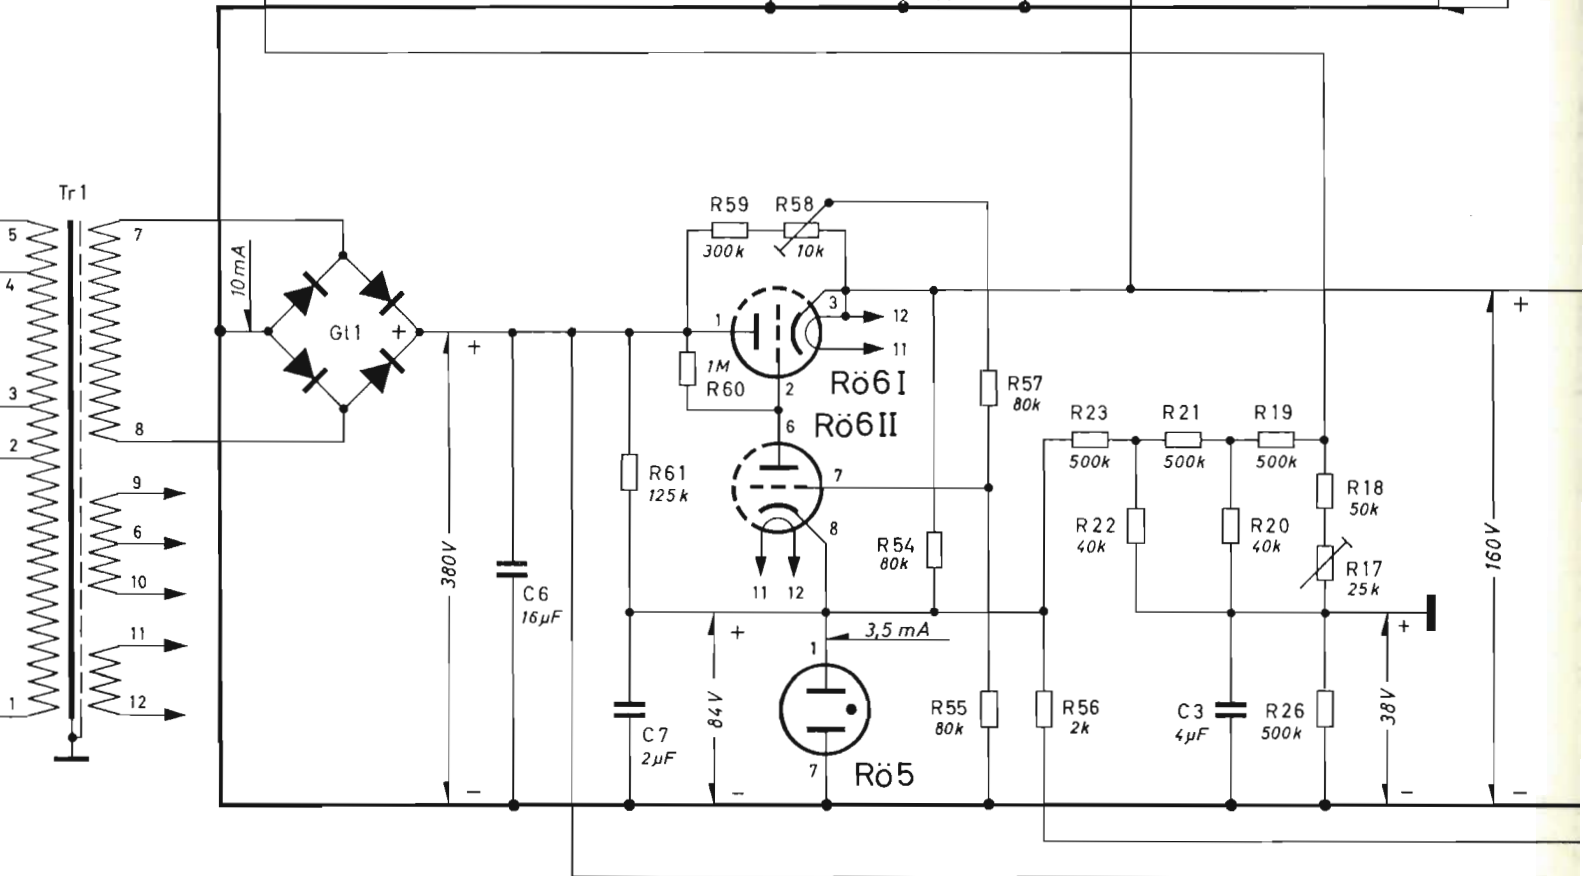 Tr1
5
4
3
2
1
7
8
9
6
10
11
12
10mA
Gl1
+
+
380V
−
C6
16µF
R59
300k
R58
10k
1
3
2
12
11
1M
R60
Rö6I
Rö6II
6
7
8
11
12
R61
125k
R57
80k
R54
80k
+
84V
−
3,5 mA
1
7
Rö5
C7
2µF
R55
80k
R56
2k
R23
500k
R21
500k
R19
500k
R22
40k
R20
40k
R18
50k
R17
25k
C3
4µF
R26
500k
+
38V
−
+
160V
−